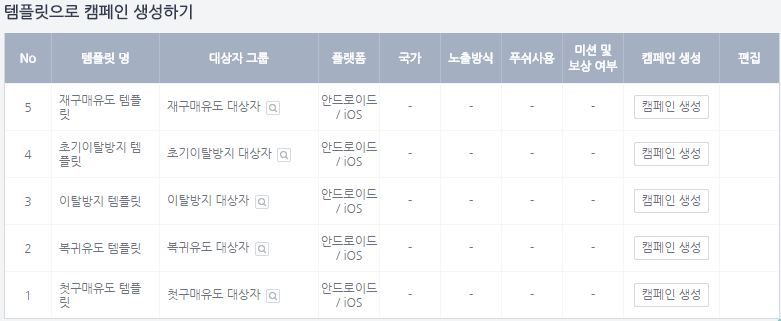 템플릿으로 캠페인 생성하기
No 템플릿 명 대상자 그룹 플랫폼 국가 노출방식 푸쉬사용 미션 및 보상 여부 캠페인 생성 편집
5 재구매유도 템플릿 재구매유도 대상자 안드로이드 / iOS - - - - 캠페인 생성
4 초기이탈방지 템플릿 초기이탈방지 대상자 안드로이드 / iOS - - - - 캠페인 생성
3 이탈방지 템플릿 이탈방지 대상자 안드로이드 / iOS - - - - 캠페인 생성
2 복귀유도 템플릿 복귀유도 대상자 안드로이드 / iOS - - - - 캠페인 생성
1 첫구매유도 템플릿 첫구매유도 대상자 안드로이드 / iOS - - - - 캠페인 생성